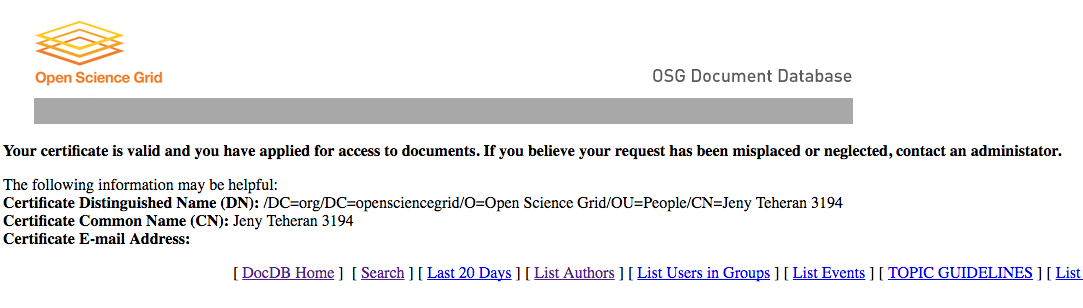 Open Science Grid
OSG Document Database
Your certificate is valid and you have applied for access to documents. If you believe your request has been misplaced or neglected, contact an administator.
The following information may be helpful:
Certificate Distinguished Name (DN): /DC=org/DC=opensciencegrid/O=Open Science Grid/OU=People/CN=Jeny Teheran 3194
Certificate Common Name (CN): Jeny Teheran 3194
Certificate E-mail Address:
[ DocDB Home ] [ Search ] [ Last 20 Days ] [ List Authors ] [ List Users in Groups ] [ List Events ] [ TOPIC GUIDELINES ] [ List